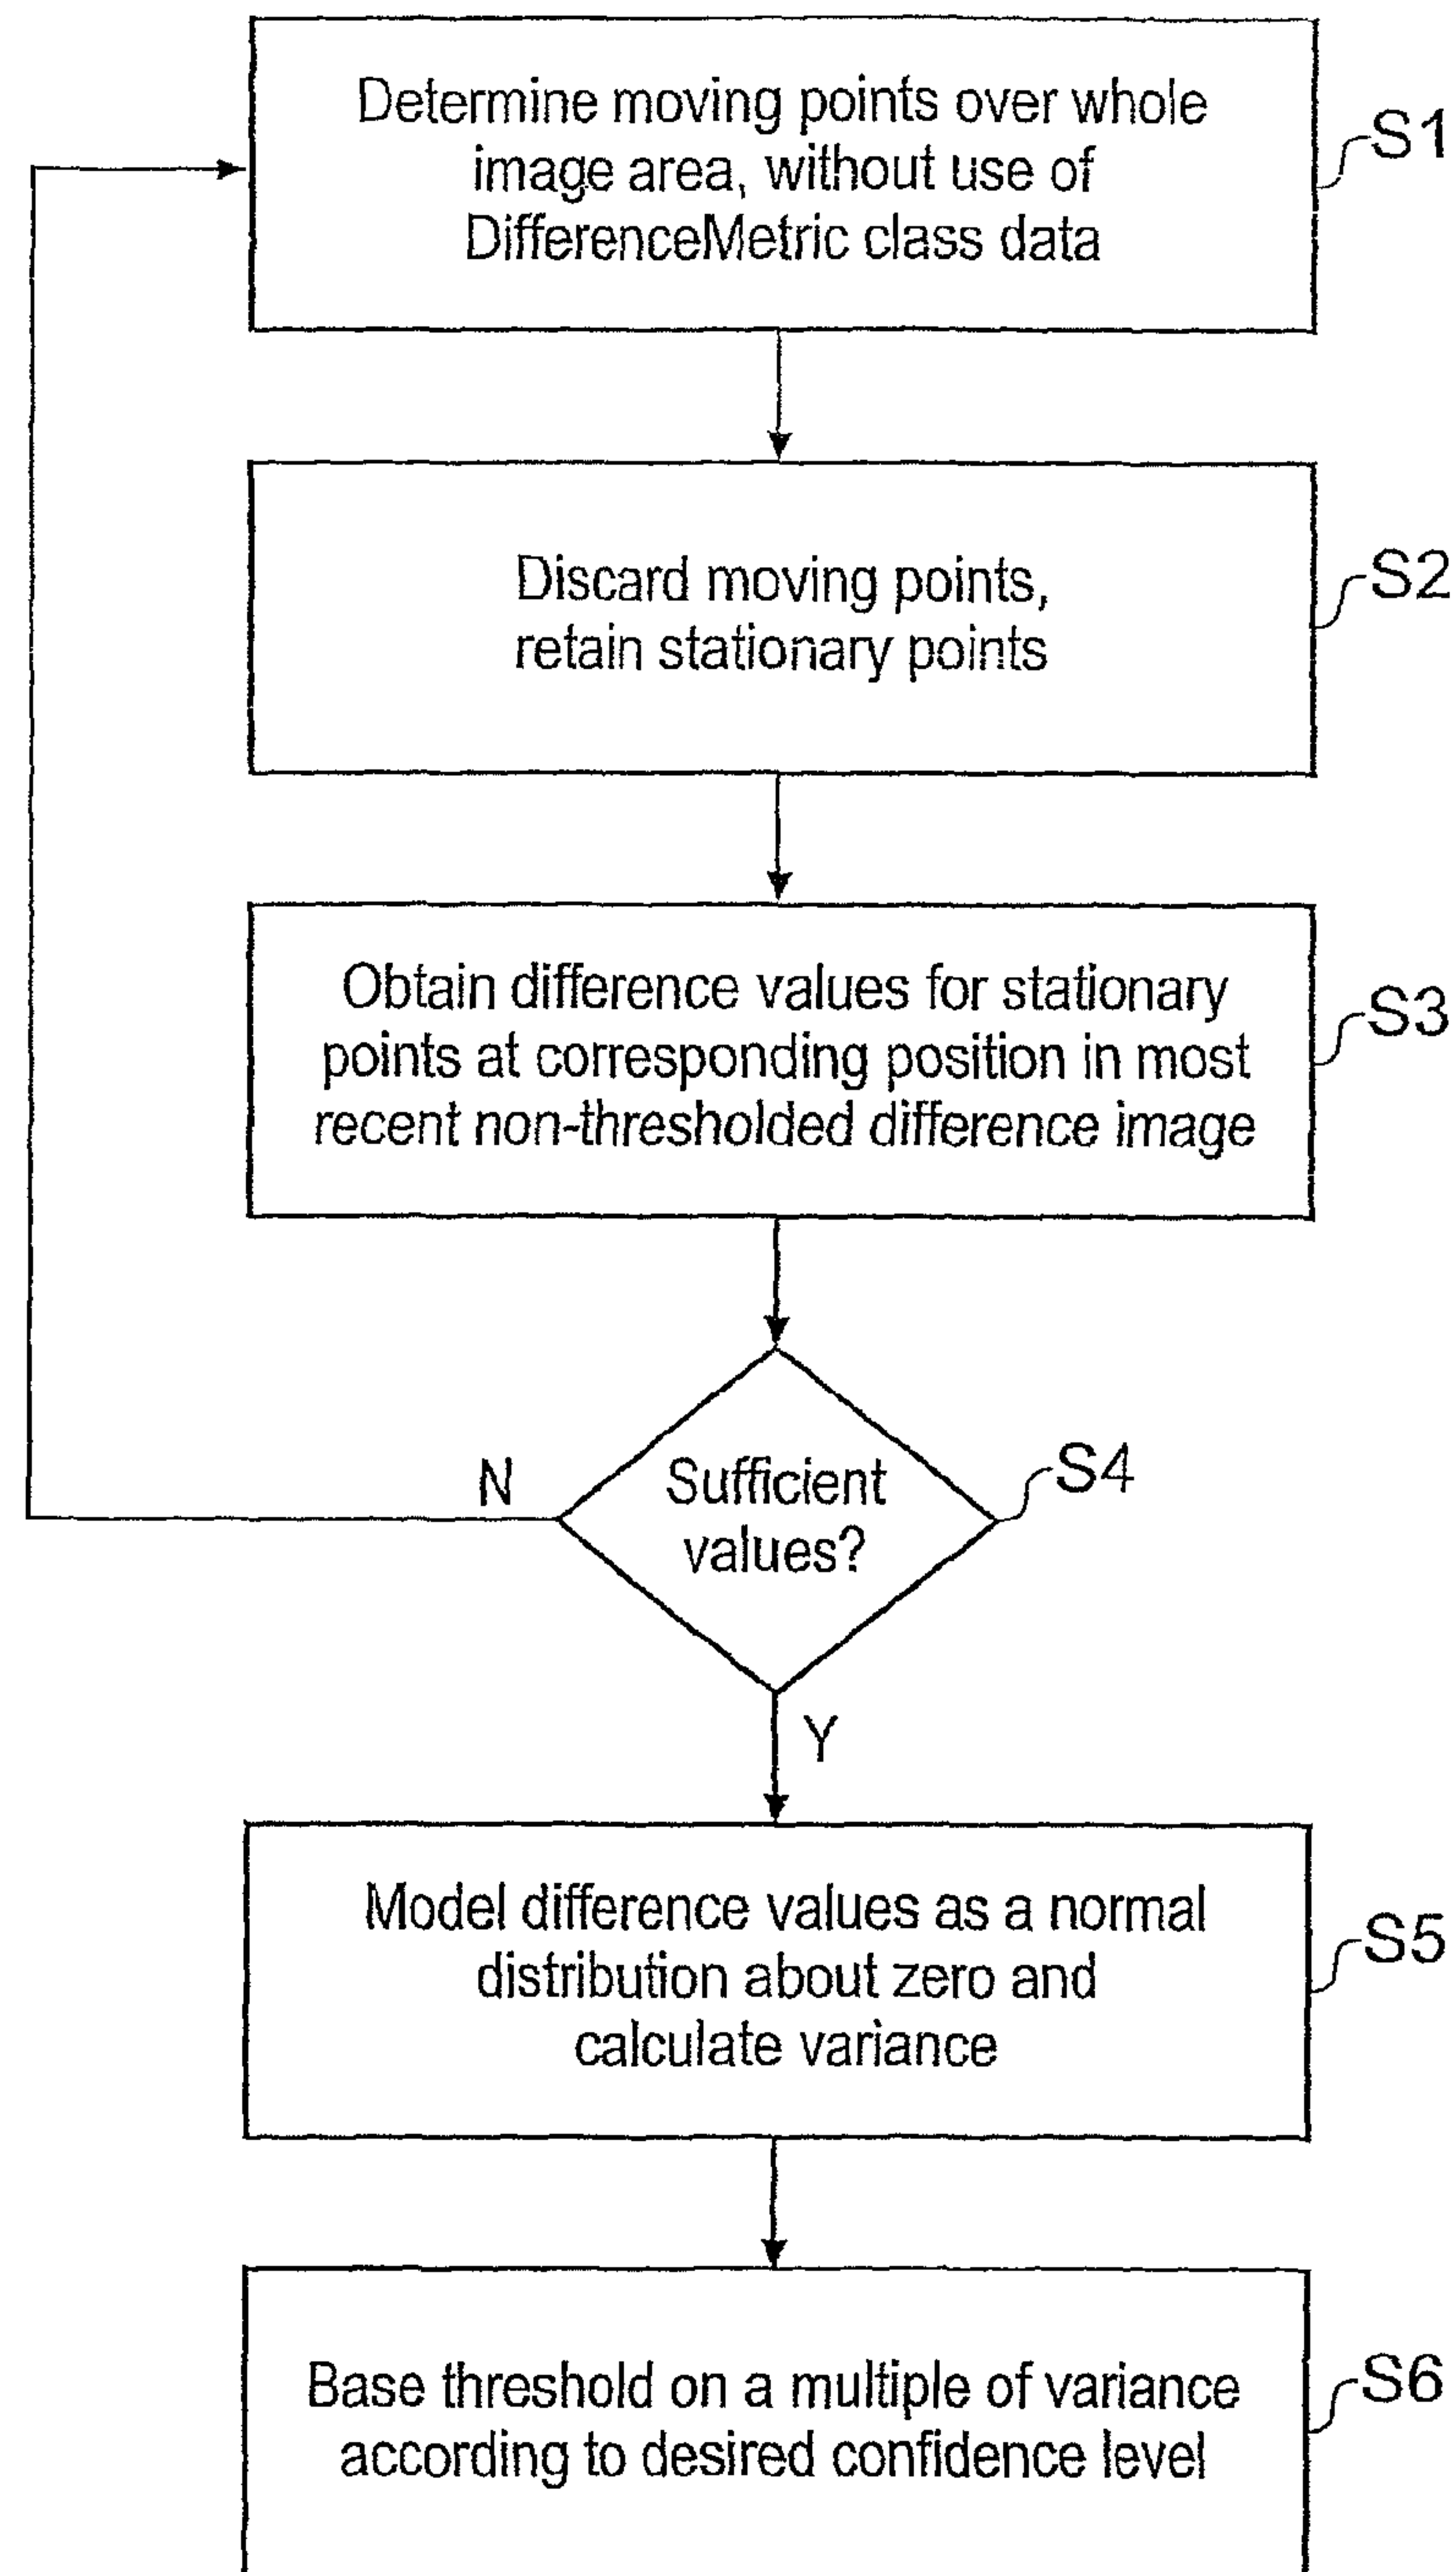 Determine moving points over whole
image area, without use of
DifferenceMetric class data
S1
Discard moving points,
retain stationary points
S2
Obtain difference values for stationary
points at corresponding position in most
recent non-thresholded difference image
S3
N
Sufficient
values?
S4
Y
Model difference values as a normal
distribution about zero and
calculate variance
S5
Base threshold on a multiple of variance
according to desired confidence level
S6